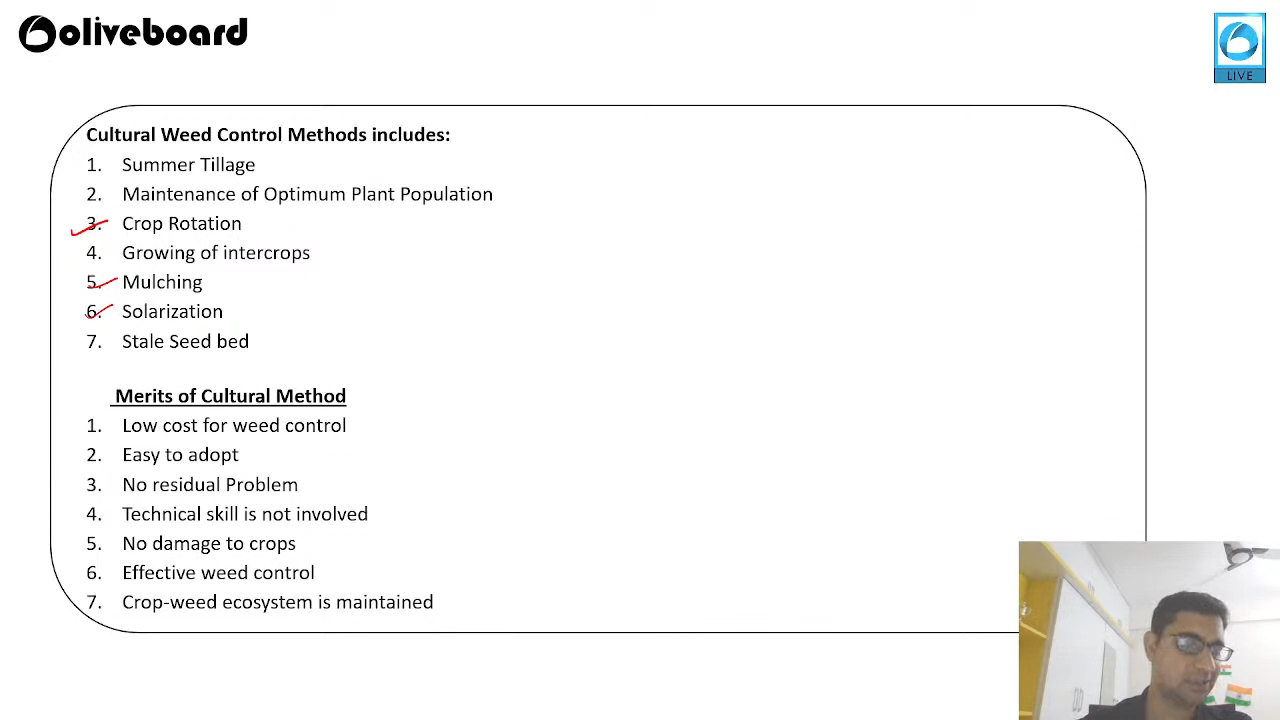 oliveboard
LIVE
Cultural Weed Control Methods includes:
1. Summer Tillage
2. Maintenance of Optimum Plant Population
3. Crop Rotation
4. Growing of intercrops
5. Mulching
6. Solarization
7. Stale Seed bed
Merits of Cultural Method
1. Low cost for weed control
2. Easy to adopt
3. No residual Problem
4. Technical skill is not involved
5. No damage to crops
6. Effective weed control
7. Crop-weed ecosystem is maintained